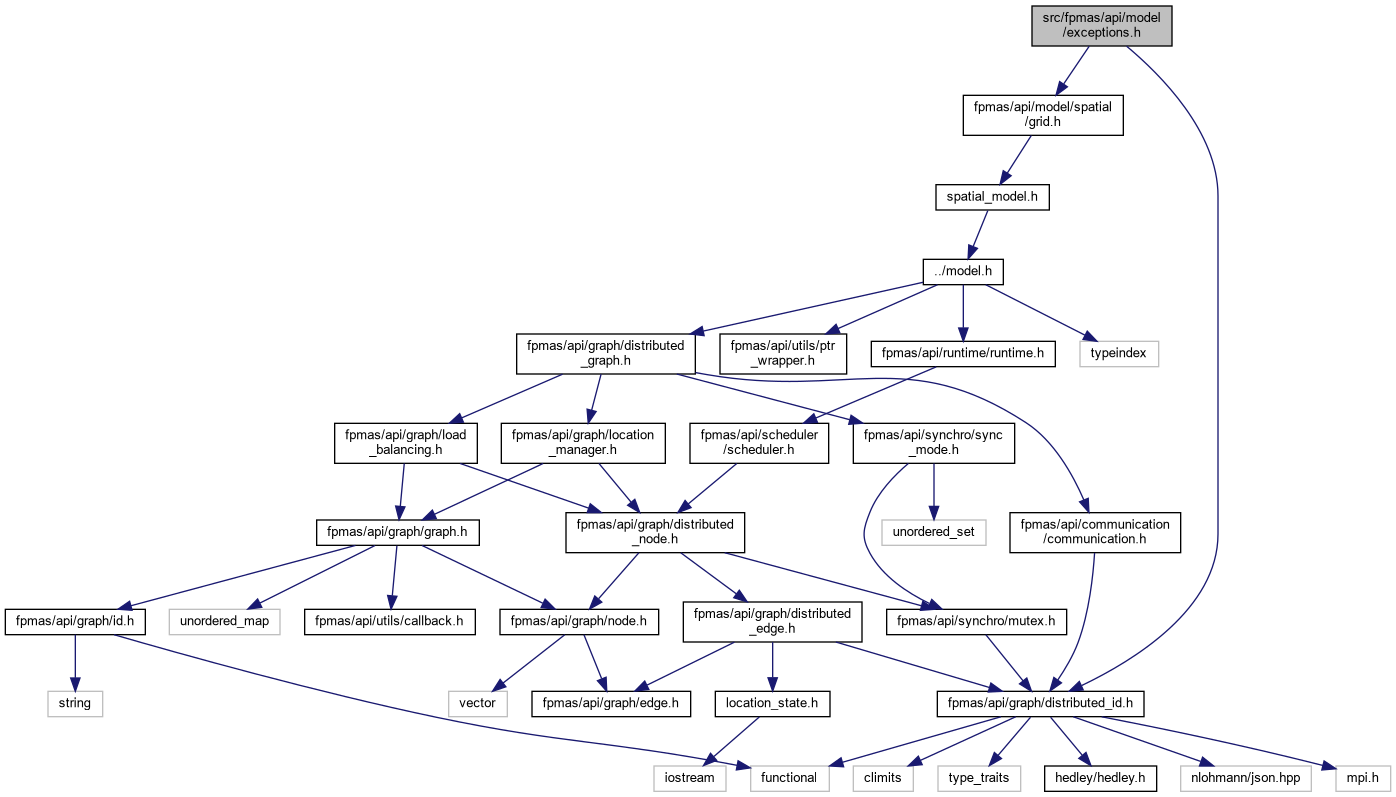 src/fpmas/api/model
/exceptions.h
fpmas/api/model/spatial
/grid.h
spatial_model.h
../model.h
fpmas/api/graph/distributed
_graph.h
fpmas/api/utils/ptr
_wrapper.h
fpmas/api/runtime/runtime.h
typeindex
fpmas/api/graph/load
_balancing.h
fpmas/api/graph/location
_manager.h
fpmas/api/scheduler
/scheduler.h
fpmas/api/synchro/sync
_mode.h
fpmas/api/graph/graph.h
fpmas/api/graph/distributed
_node.h
unordered_set
fpmas/api/communication
/communication.h
fpmas/api/graph/id.h
unordered_map
fpmas/api/utils/callback.h
fpmas/api/graph/node.h
fpmas/api/graph/distributed
_edge.h
fpmas/api/synchro/mutex.h
string
vector
fpmas/api/graph/edge.h
location_state.h
fpmas/api/graph/distributed_id.h
iostream
functional
climits
type_traits
hedley/hedley.h
nlohmann/json.hpp
mpi.h